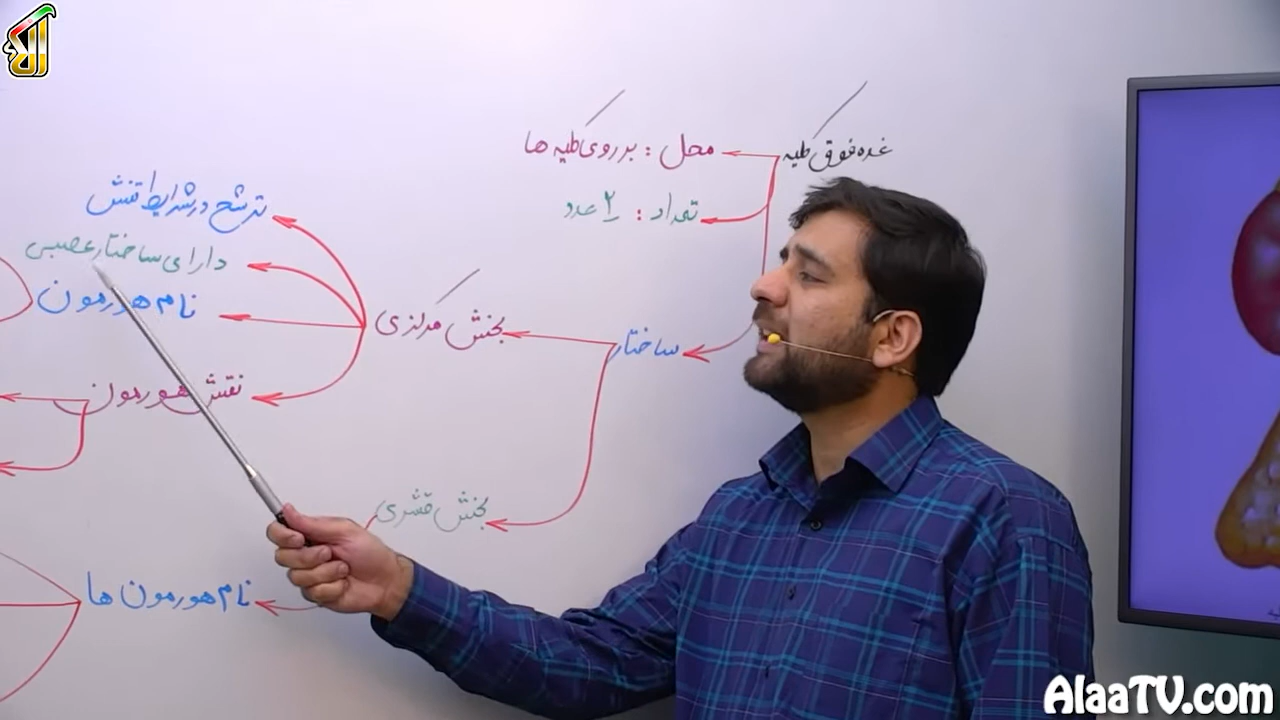 غده فوق کلیه
محل : بر روی کلیه ها
تعداد : ۲ عدد
ساختار
بخش مرکزی
ترشح در شرایط تنش
دارای ساختار عصبی
نام هورمون
نقش هورمون
بخش قشری
نام هورمون ها
آلاء
AlaaTV.com